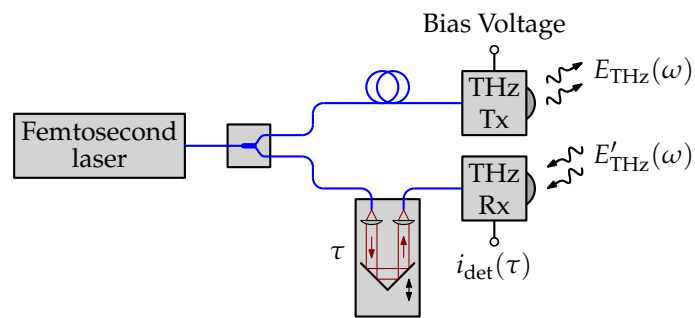 Bias Voltage
THz
Tx
E_THz(ω)
Femtosecond
laser
THz
Rx
E′_THz(ω)
τ
i_det(τ)